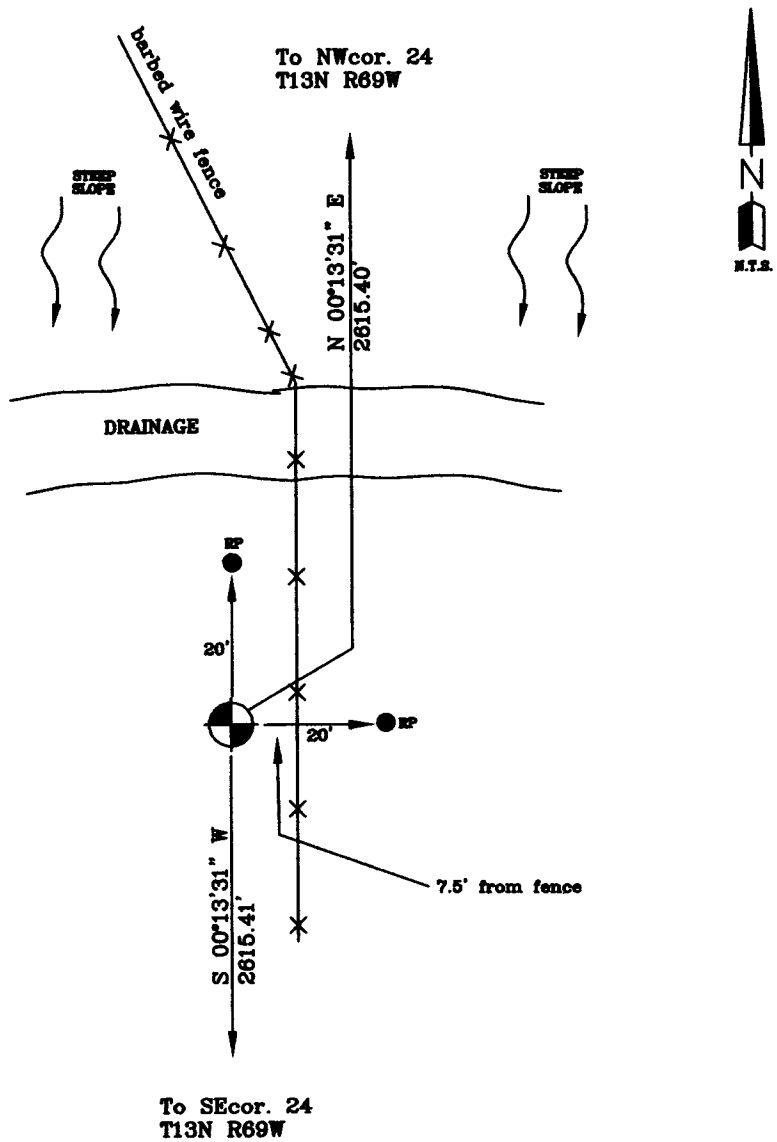 To NWcor. 24
T13N R69W
barbed wire fence
STEEP
SLOPE
STEEP
SLOPE
N
N.T.S.
N 00°13'31" E
2615.40'
DRAINAGE
RP
20'
RP
20'
7.5' from fence
S 00°13'31" W
2615.41'
To SEcor. 24
T13N R69W